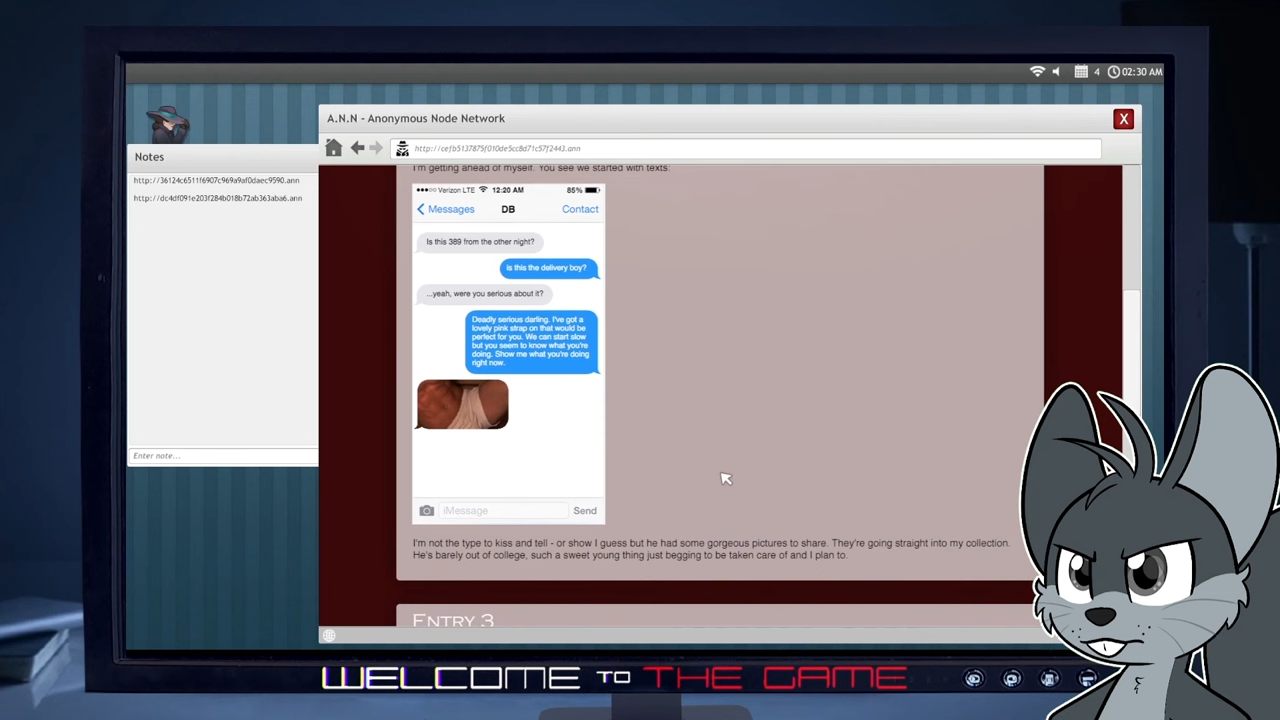 4 02:30 AM
A.N.N - Anonymous Node Network
X
http://cefb5137875f010de5cc8d71c57f2443.ann
Notes
http://36124c6511f6907c969a9af0daec9590.ann
http://dc4df091e203f284b018b72ab363aba6.ann
Enter note...
I'm getting ahead of myself. You see we started with texts:
Verizon LTE 12:20 AM 85%
Messages DB Contact
Is this 389 from the other night?
is this the delivery boy?
...yeah, were you serious about it?
Deadly serious darling. I've got a
lovely pink strap on that would be
perfect for you. We can start slow
but you seem to know what you're
doing. Show me what you're doing
right now.
iMessage Send
I'm not the type to kiss and tell - or show I guess but he had some gorgeous pictures to share. They're going straight into my collection.
He's barely out of college, such a sweet young thing just begging to be taken care of and I plan to.
ENTRY 3
WELCOME TO THE GAME